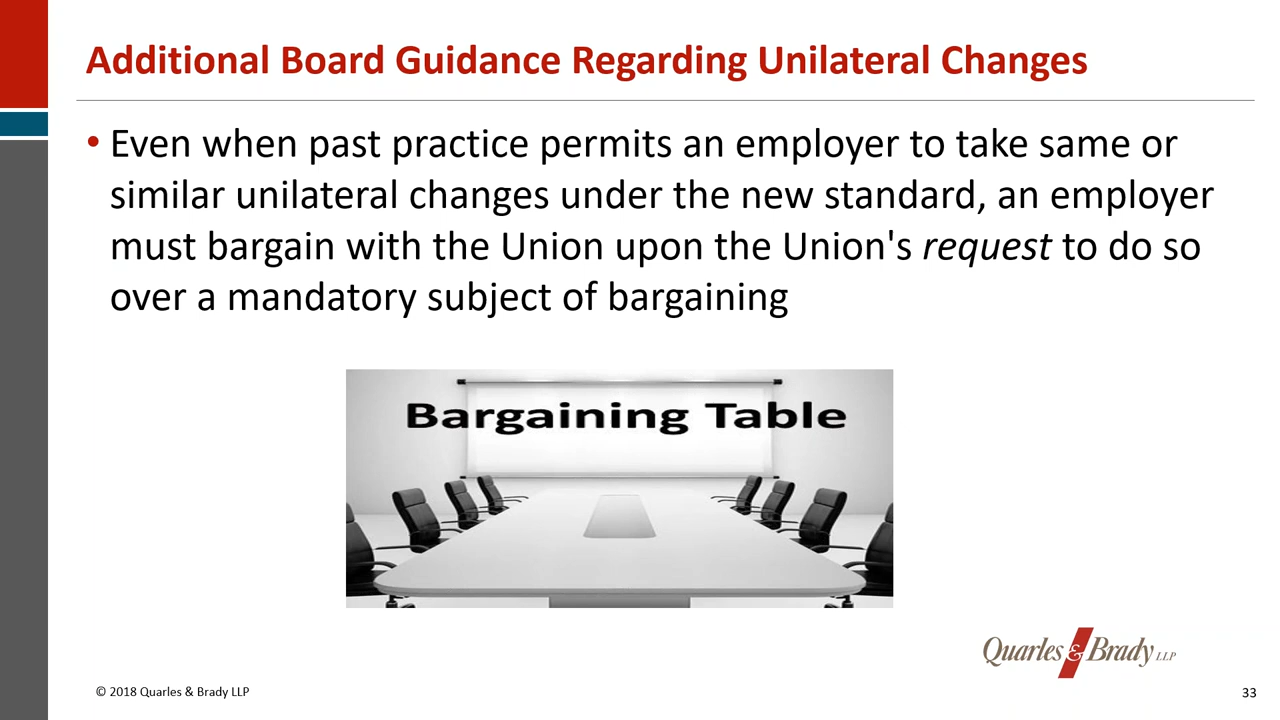 Additional Board Guidance Regarding Unilateral Changes
• Even when past practice permits an employer to take same or
similar unilateral changes under the new standard, an employer
must bargain with the Union upon the Union's request to do so
over a mandatory subject of bargaining
Bargaining Table
Quarles & Brady LLP
© 2018 Quarles & Brady LLP
33